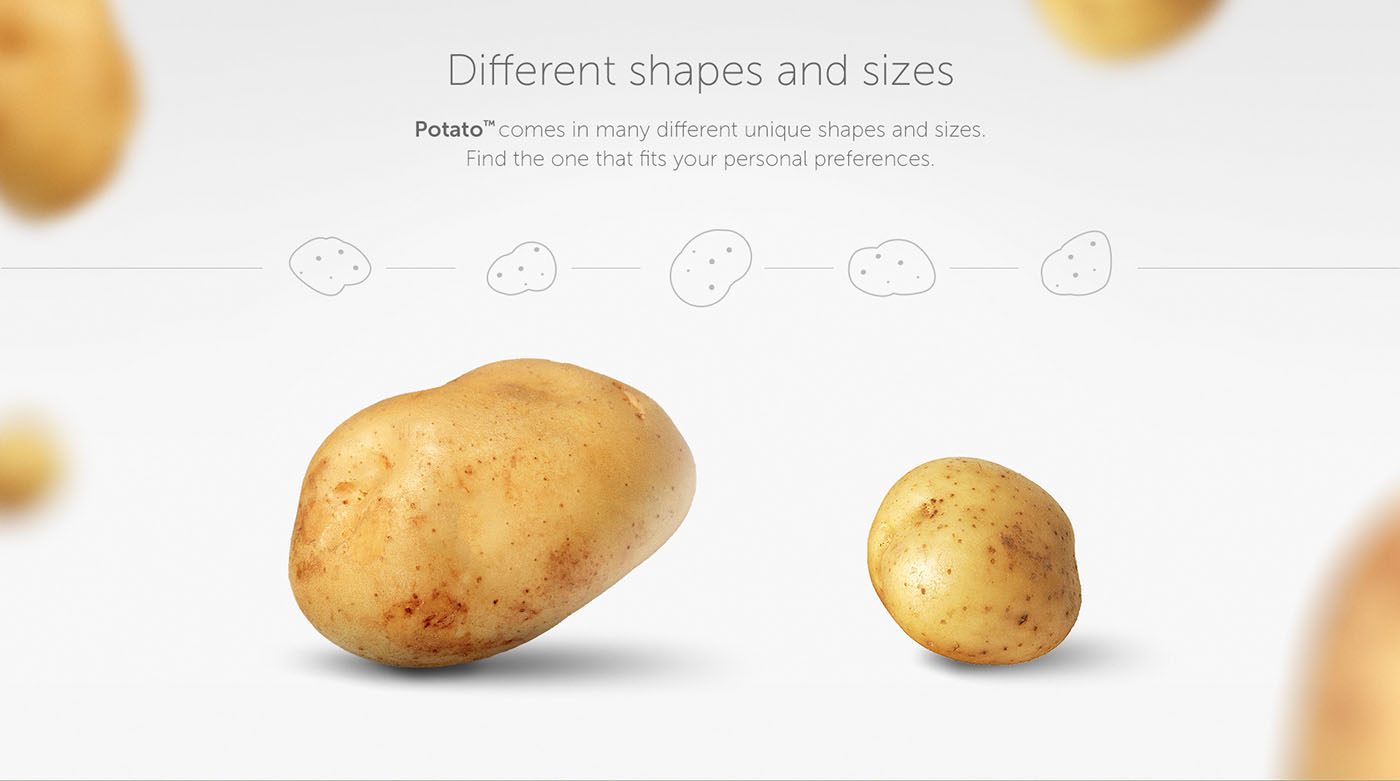 Different shapes and sizes
Potato™ comes in many different unique shapes and sizes.
Find the one that fits your personal preferences.